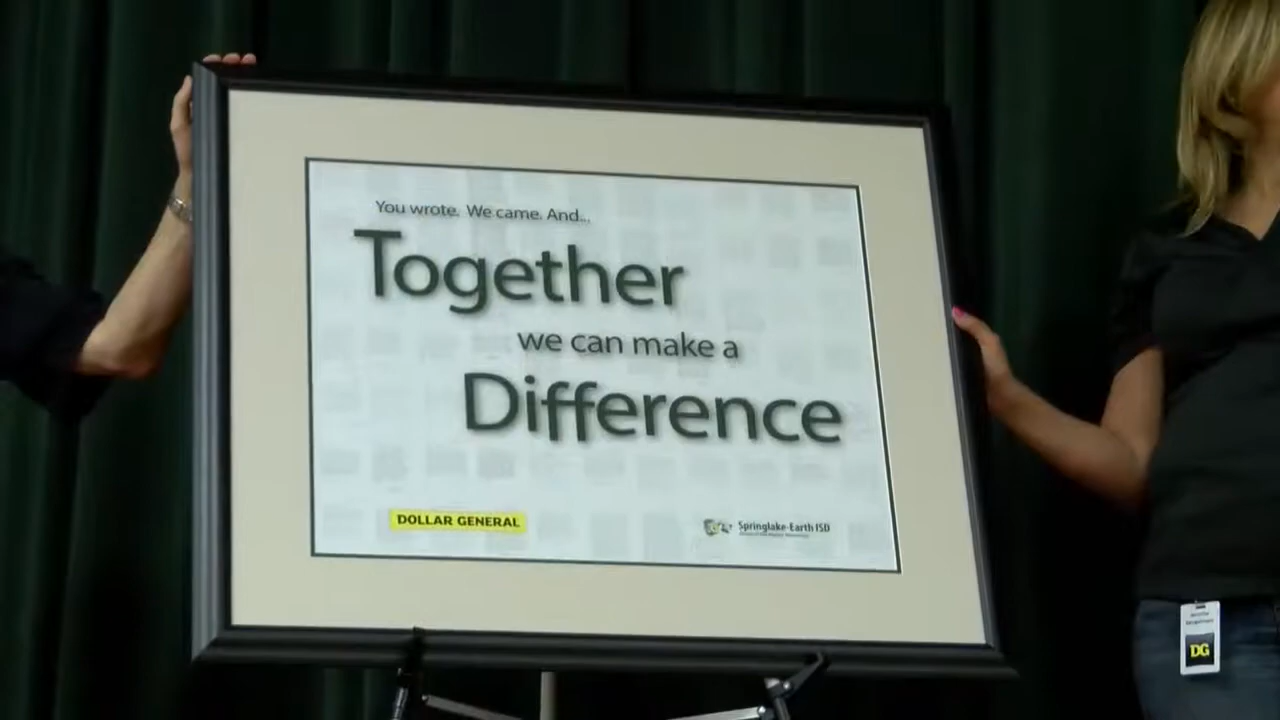 You wrote. We came. And...
Together
we can make a
Difference
DOLLAR GENERAL
Springlake-Earth ISD
DG